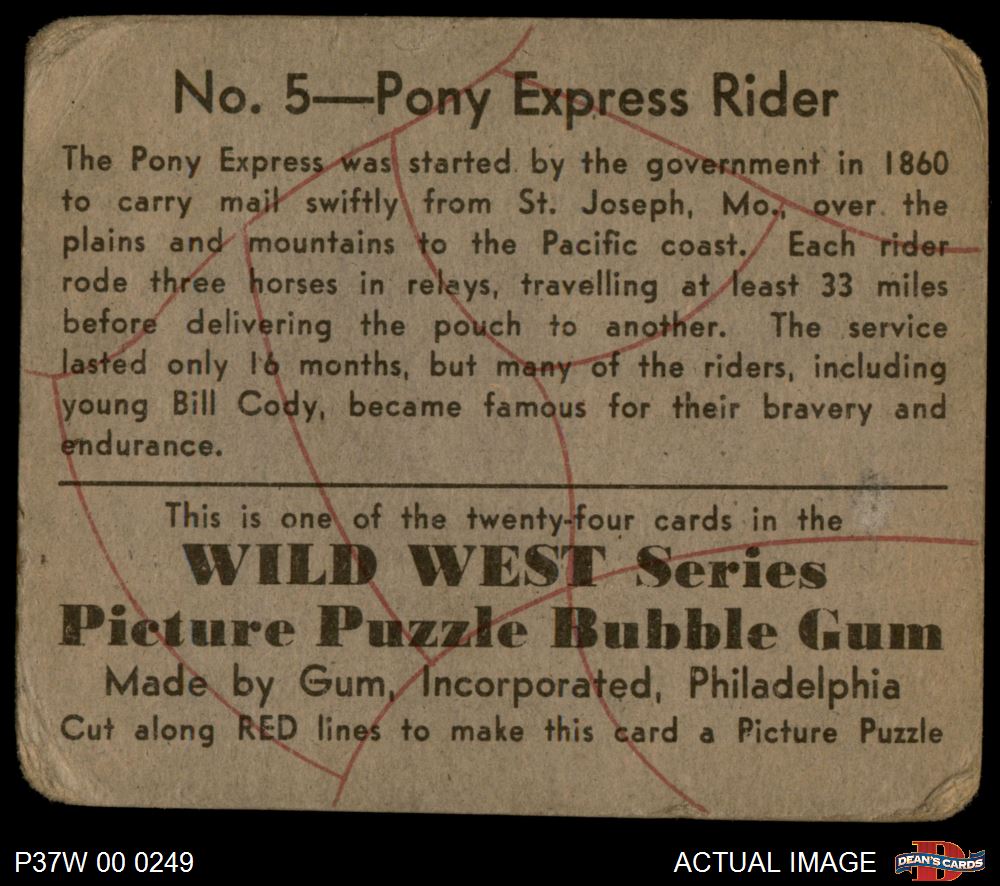 No. 5—Pony Express Rider
The Pony Express was started by the government in 1860
to carry mail swiftly from St. Joseph, Mo., over the
plains and mountains to the Pacific coast. Each rider
rode three horses in relays, travelling at least 33 miles
before delivering the pouch to another. The service
lasted only 16 months, but many of the riders, including
young Bill Cody, became famous for their bravery and
endurance.
This is one of the twenty-four cards in the
WILD WEST Series
Picture Puzzle Bubble Gum
Made by Gum, Incorporated, Philadelphia
Cut along RED lines to make this card a Picture Puzzle
P37W 00 0249
ACTUAL IMAGE
D
DEAN'S CARDS